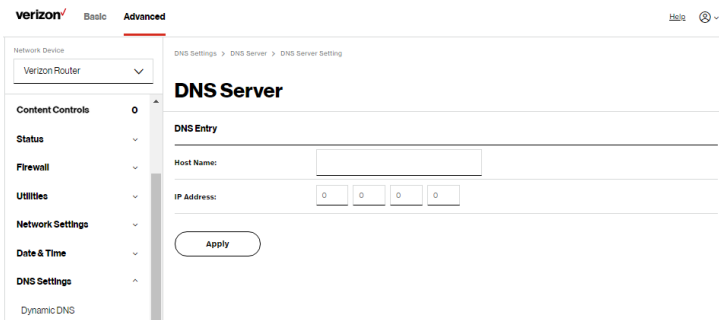 verizon✓ Basic Advanced Help
Network Device
Verizon Router
Content Controls 0
Status
Firewall
Utilities
Network Settings
Date & Time
DNS Settings
Dynamic DNS
DNS Settings > DNS Server > DNS Server Setting
DNS Server
DNS Entry
Host Name:
IP Address: 0 0 0 0
Apply